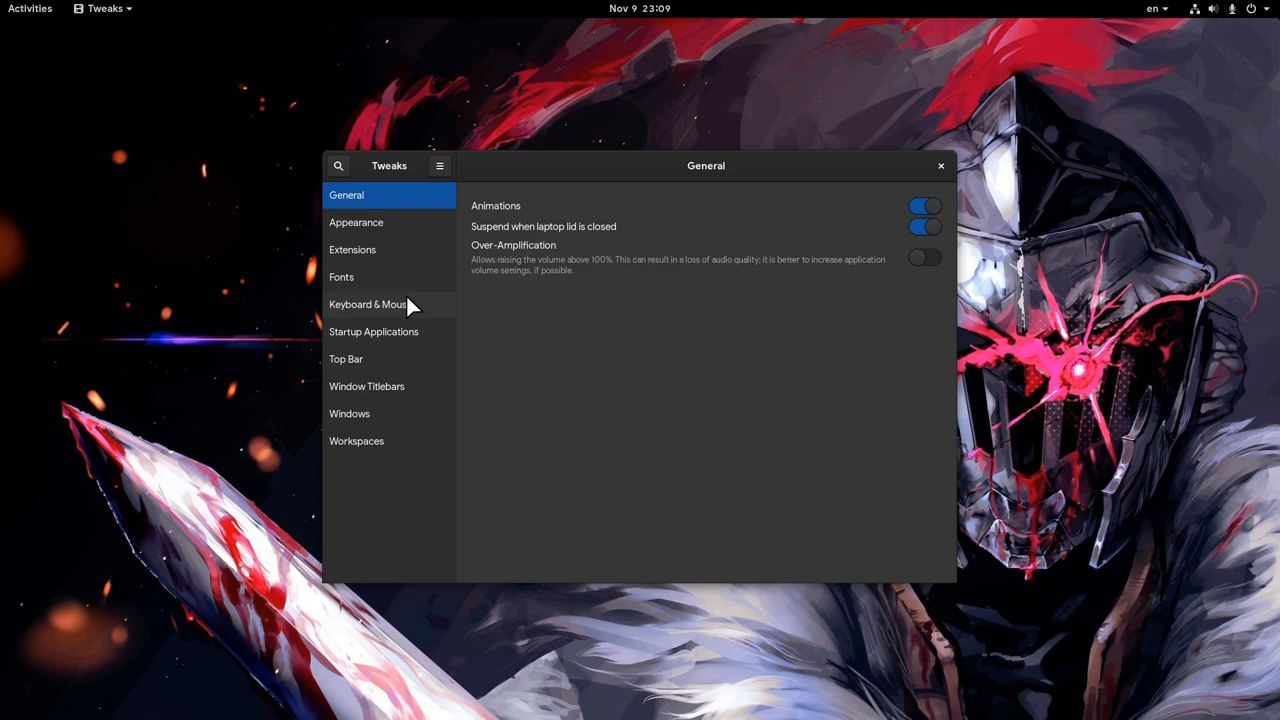 Activities
Tweaks
Nov 9 23:09
en
Tweaks
General
General
Appearance
Extensions
Fonts
Keyboard & Mous
Startup Applications
Top Bar
Window Titlebars
Windows
Workspaces
Animations
Suspend when laptop lid is closed
Over-Amplification
Allows raising the volume above 100%. This can result in a loss of audio quality; it is better to increase application
volume settings, if possible.